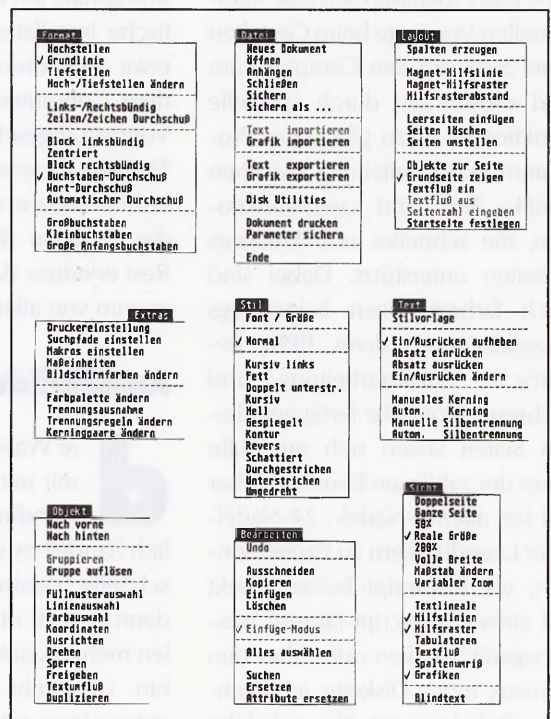 Format
Hochstellen
✓ Grundlinie
Tiefstellen
Hoch-/Tiefstellen ändern
Linke-/Rechtsbündig
Zeilen/Zeichen Durchschuß
Block linksbündig
Zentriert
Block rechtsbündig
✓ Buchstaben-Durchschuß
Wort-Durchschuß
Automatischer Durchschuß
Großbuchstaben
Kleinbuchstaben
Große Anfangsbuchstaben
Datei
Neues Dokument
Öffnen
Anhängen
Schließen
Sichern
Sichern als ...
Text importieren
Grafik importieren
Text exportieren
Grafik exportieren
Disk Utilities
Dokument drucken
Parameter sichern
Ende
Layout
Spalten erzeugen
Magnet-Hilfslinie
Magnet-Hilfsraster
Hilfsrasterabstand
Leerseiten einfügen
Seiten löschen
Seiten umstellen
Objekte zur Seite
✓ Grundseite zeigen
Textfluß ein
Textfluß aus
Seitenzahl eingeben
Startseite festlegen
Extras
Druckereinstellung
Suchpfade einstellen
Makros einstellen
Maßeinheiten
Bildschirmfarben ändern
Farbpalette ändern
Trennungsausnahme
Trennungsregeln ändern
Kerningpaare ändern
Stil
Font / Größe
✓ Normal
Kursiv links
Fett
Doppelt unterstr.
Kursiv
Hell
Gespiegelt
Kontur
Revers
Schattiert
Durchgestrichen
Unterstrichen
Umgedreht
Text
Stilvorlage
✓ Ein/Ausrücken aufheben
Absatz einrücken
Absatz ausrücken
Ein/Ausrücken ändern
Manuelles Kerning
Autom. Kerning
Manuelle Silbentrennung
Autom. Silbentrennung
Objekt
Nach vorne
Nach hinten
Gruppieren
Gruppe auflösen
Füllmusterauswahl
Linienauswahl
Farbauswahl
Koordinaten
Ausrichten
Drehen
Sperren
Freigeben
Textumfluß
Duplizieren
Bearbeiten
Undo
Ausschneiden
Kopieren
Einfügen
Löschen
✓ Einfüge-Modus
Alles auswählen
Suchen
Ersetzen
Attribute ersetzen
Doppelseite
Ganze Seite
50%
✓ Reale Größe
200%
Volle Breite
Maßstab ändern
Variabler Zoom
Textlineale
✓ Hilfslinien
✓ Hilfsraster
Tabulatoren
Textfluß
Spaltenumriß
✓ Grafiken
Blindtext